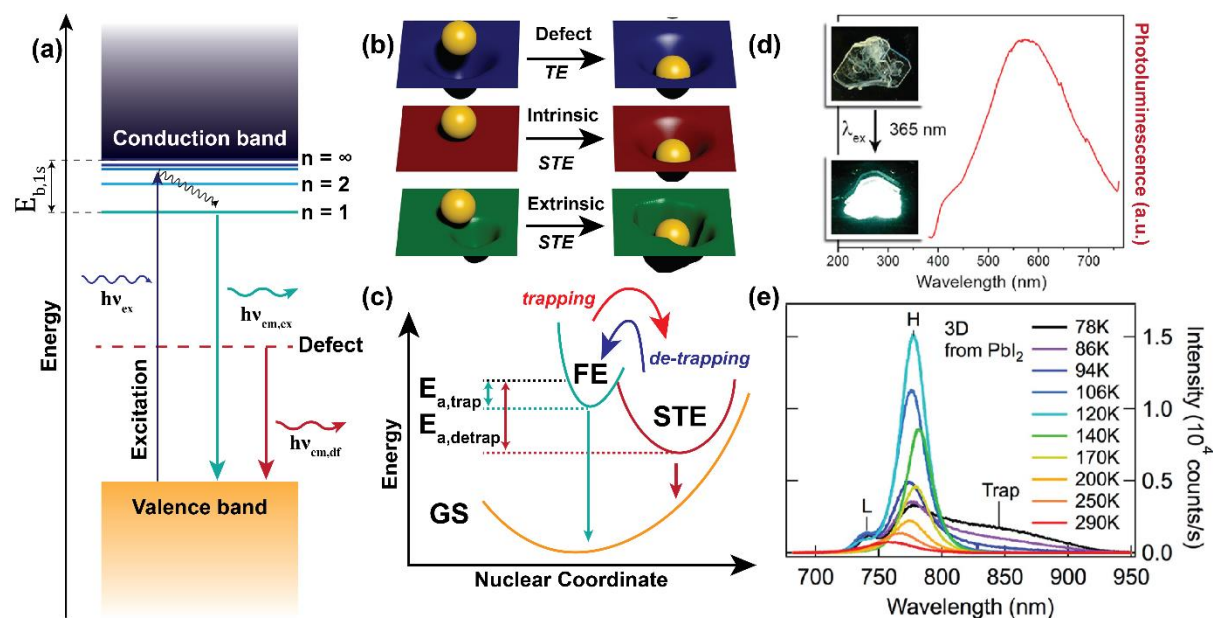 (a)
Energy
Conduction band
E_b,1s
n = ∞
n = 2
n = 1
hν_ex
hν_em,ex
Defect
hν_em,df
Excitation
Valence band
(b)
Defect
TE
Intrinsic
STE
Extrinsic
STE
(c)
Energy
trapping
de-trapping
FE
STE
E_a,trap
E_a,detrap
GS
Nuclear Coordinate
(d)
λ_ex
365 nm
Photoluminescence (a.u.)
200 300 400 500 600 700
Wavelength (nm)
(e)
H
L
Trap
3D
from PbI₂
78K
86K
94K
106K
120K
140K
170K
200K
250K
290K
1.5
1.0
0.5
0.0
Intensity (10⁴ counts/s)
700 750 800 850 900 950
Wavelength (nm)